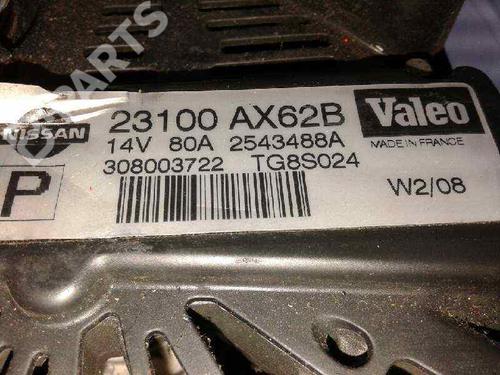 B PARTS
NISSAN
23100 AX62B
Valeo
14V 80A 2543488A
MADE IN FRANCE
308003722 TG8S024
P
W2/08